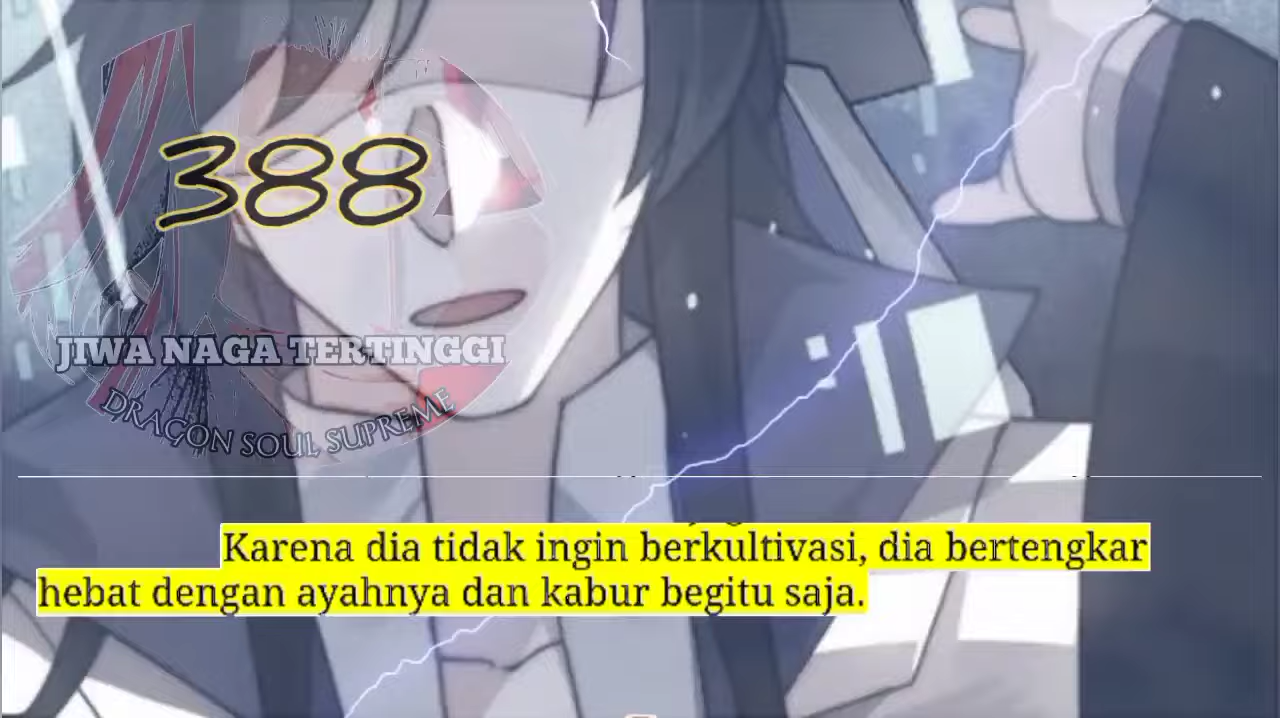 388
JIWA NAGA TERTINGGI
DRAGON SOUL SUPREME
Karena dia tidak ingin berkultivasi, dia bertengkar
hebat dengan ayahnya dan kabur begitu saja.